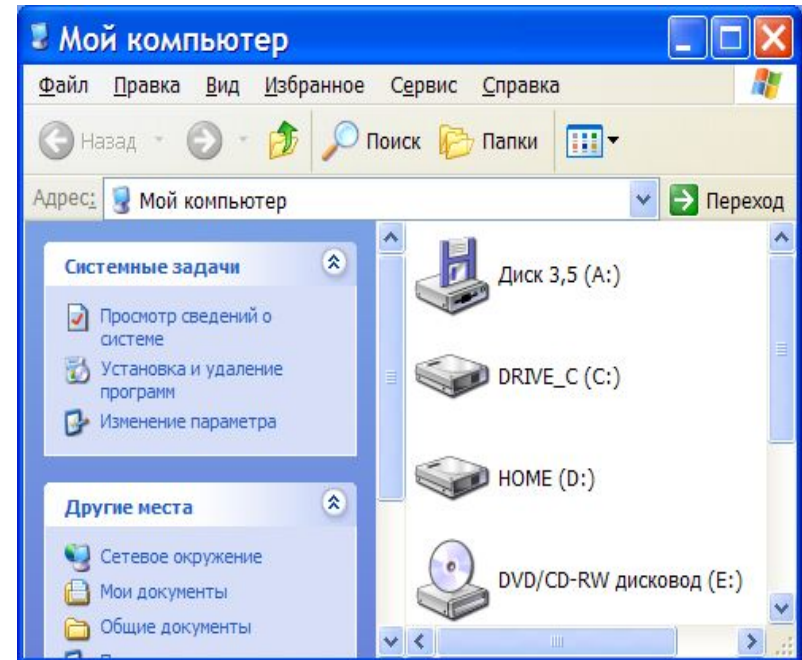 Мой компьютер
Файл Правка Вид Избранное Сервис Справка
Назад Поиск Папки
Адрес: Мой компьютер Переход
Системные задачи
Просмотр сведений о
системе
Установка и удаление
программ
Изменение параметра
Другие места
Сетевое окружение
Мои документы
Общие документы
Диск 3,5 (A:)
DRIVE_C (C:)
HOME (D:)
DVD/CD-RW дисковод (E:)